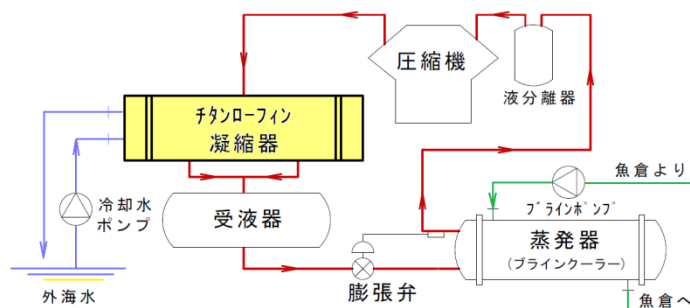 圧縮機
液分離器
チタンローフィン
凝縮器
魚倉より
冷却水
ポンプ
受液器
ブラインポンプ
蒸発器
(ブラインクーラー)
膨張弁
外海水
魚倉へ